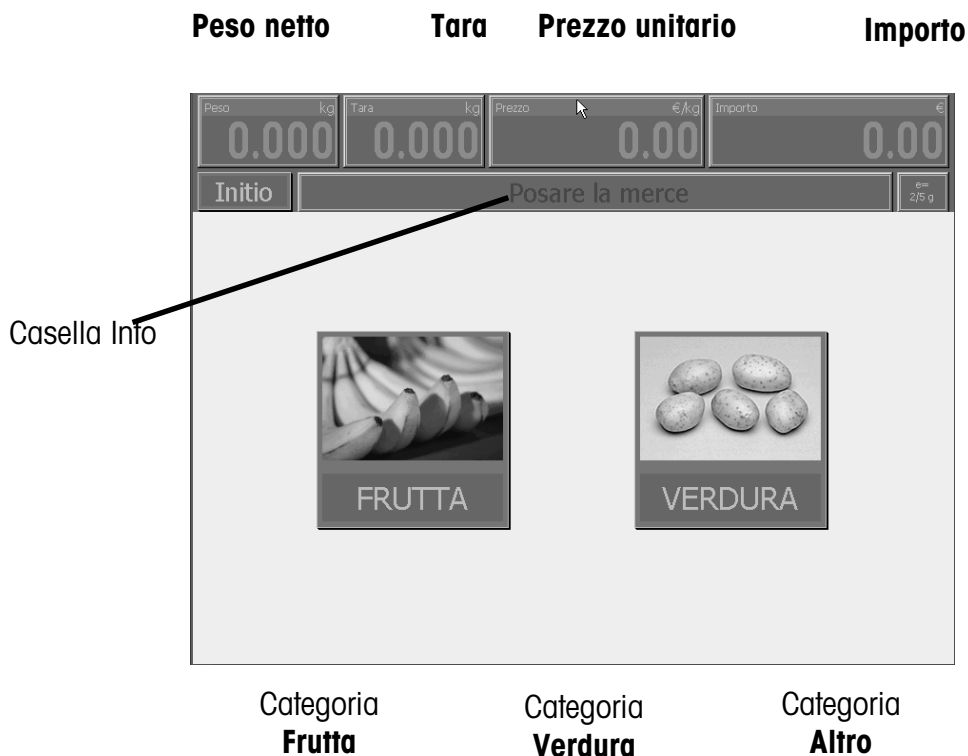 Peso netto Tara Prezzo unitario Importo
Peso kg Tara kg Prezzo €/kg Importo €
0.000 0.000 0.00 0.00
Initio Posare la merce e=
2/5 g
Casella Info
FRUTTA VERDURA
Categoria Categoria Categoria
Frutta Verdura Altro